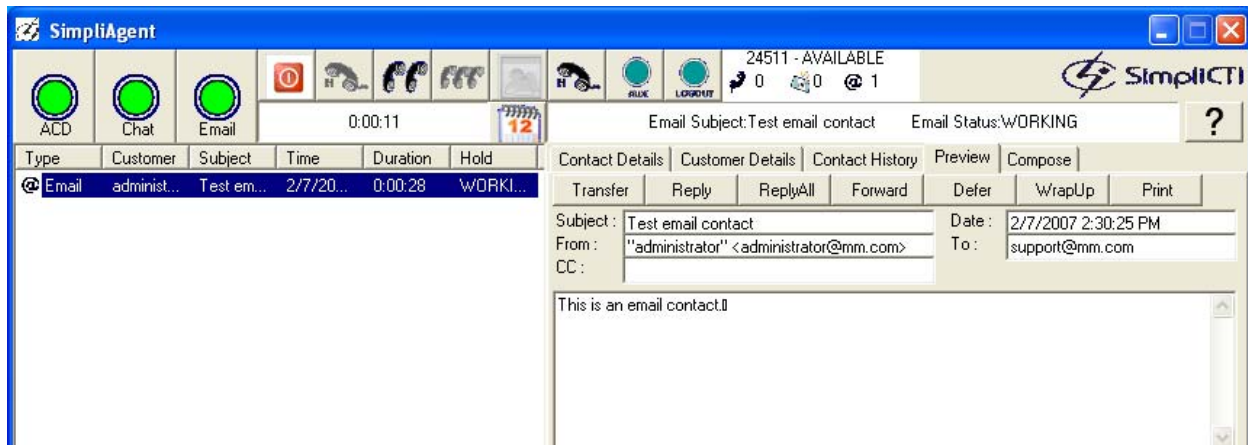 SimpliAgent
24511 - AVAILABLE
0 0 @ 1
SimpliCTI
ACD Chat Email
H H AUX LOGOUT
0:00:11 12 Email Subject:Test email contact Email Status:WORKING ?
Type Customer Subject Time Duration Hold
@ Email administ... Test em... 2/7/20... 0:00:28 WORKI...
Contact Details Customer Details Contact History Preview Compose
Transfer Reply ReplyAll Forward Defer WrapUp Print
Subject : Test email contact Date : 2/7/2007 2:30:25 PM
From : "administrator" <administrator@mm.com> To : support@mm.com
CC :
This is an email contact.